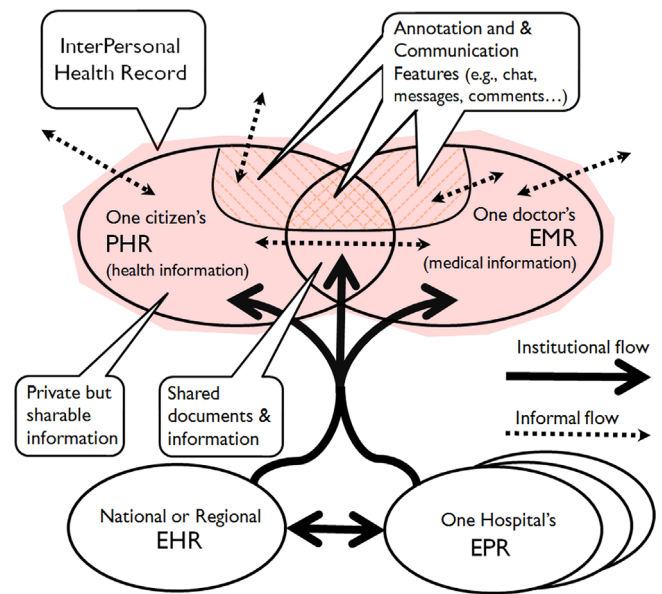 InterPersonal
Health Record
Annotation and &
Communication
Features (e.g., chat,
messages, comments...)
One citizen's
PHR
(health information)
One doctor's
EMR
(medical information)
Private but
sharable
information
Shared
documents &
information
Institutional flow
Informal flow
National or Regional
EHR
One Hospital's
EPR